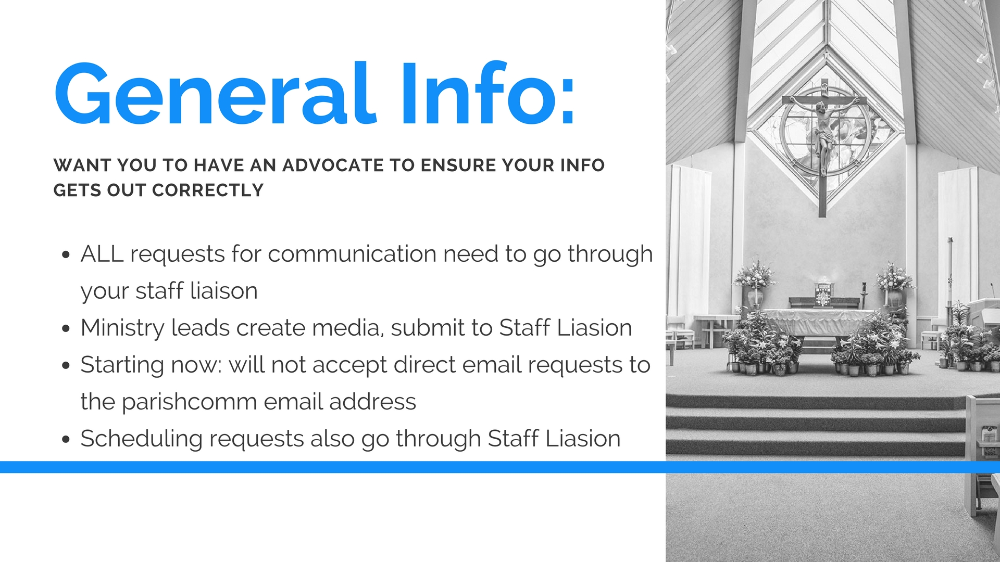 General Info:
WANT YOU TO HAVE AN ADVOCATE TO ENSURE YOUR INFO
GETS OUT CORRECTLY
• ALL requests for communication need to go through
your staff liaison
• Ministry leads create media, submit to Staff Liasion
• Starting now: will not accept direct email requests to
the parishcomm email address
• Scheduling requests also go through Staff Liasion